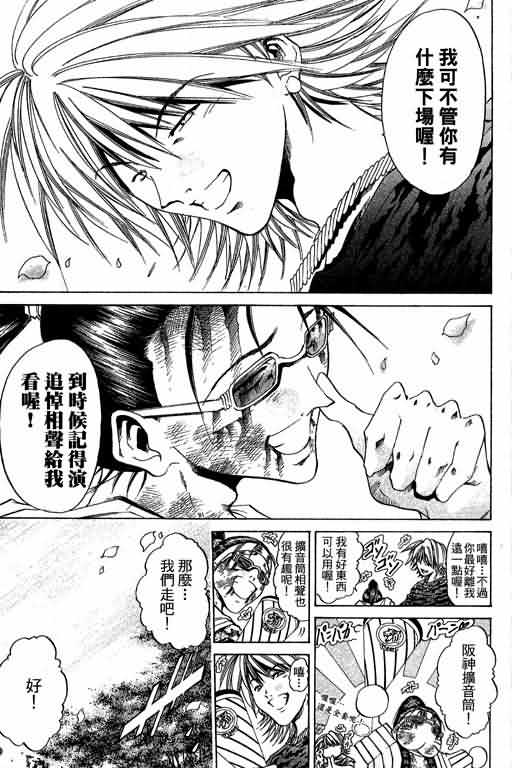 我可不管你有
什麼下場喔！
到時候記得演
追悼相聲給我
看喔！
嘻嘻…不過
你最好離我
遠一點喔！
我有好東西
可以用喔！
阪神擴音筒！
擴音筒相聲也
很有趣呢！
嘻…
那麼…
我們走吧！
好！